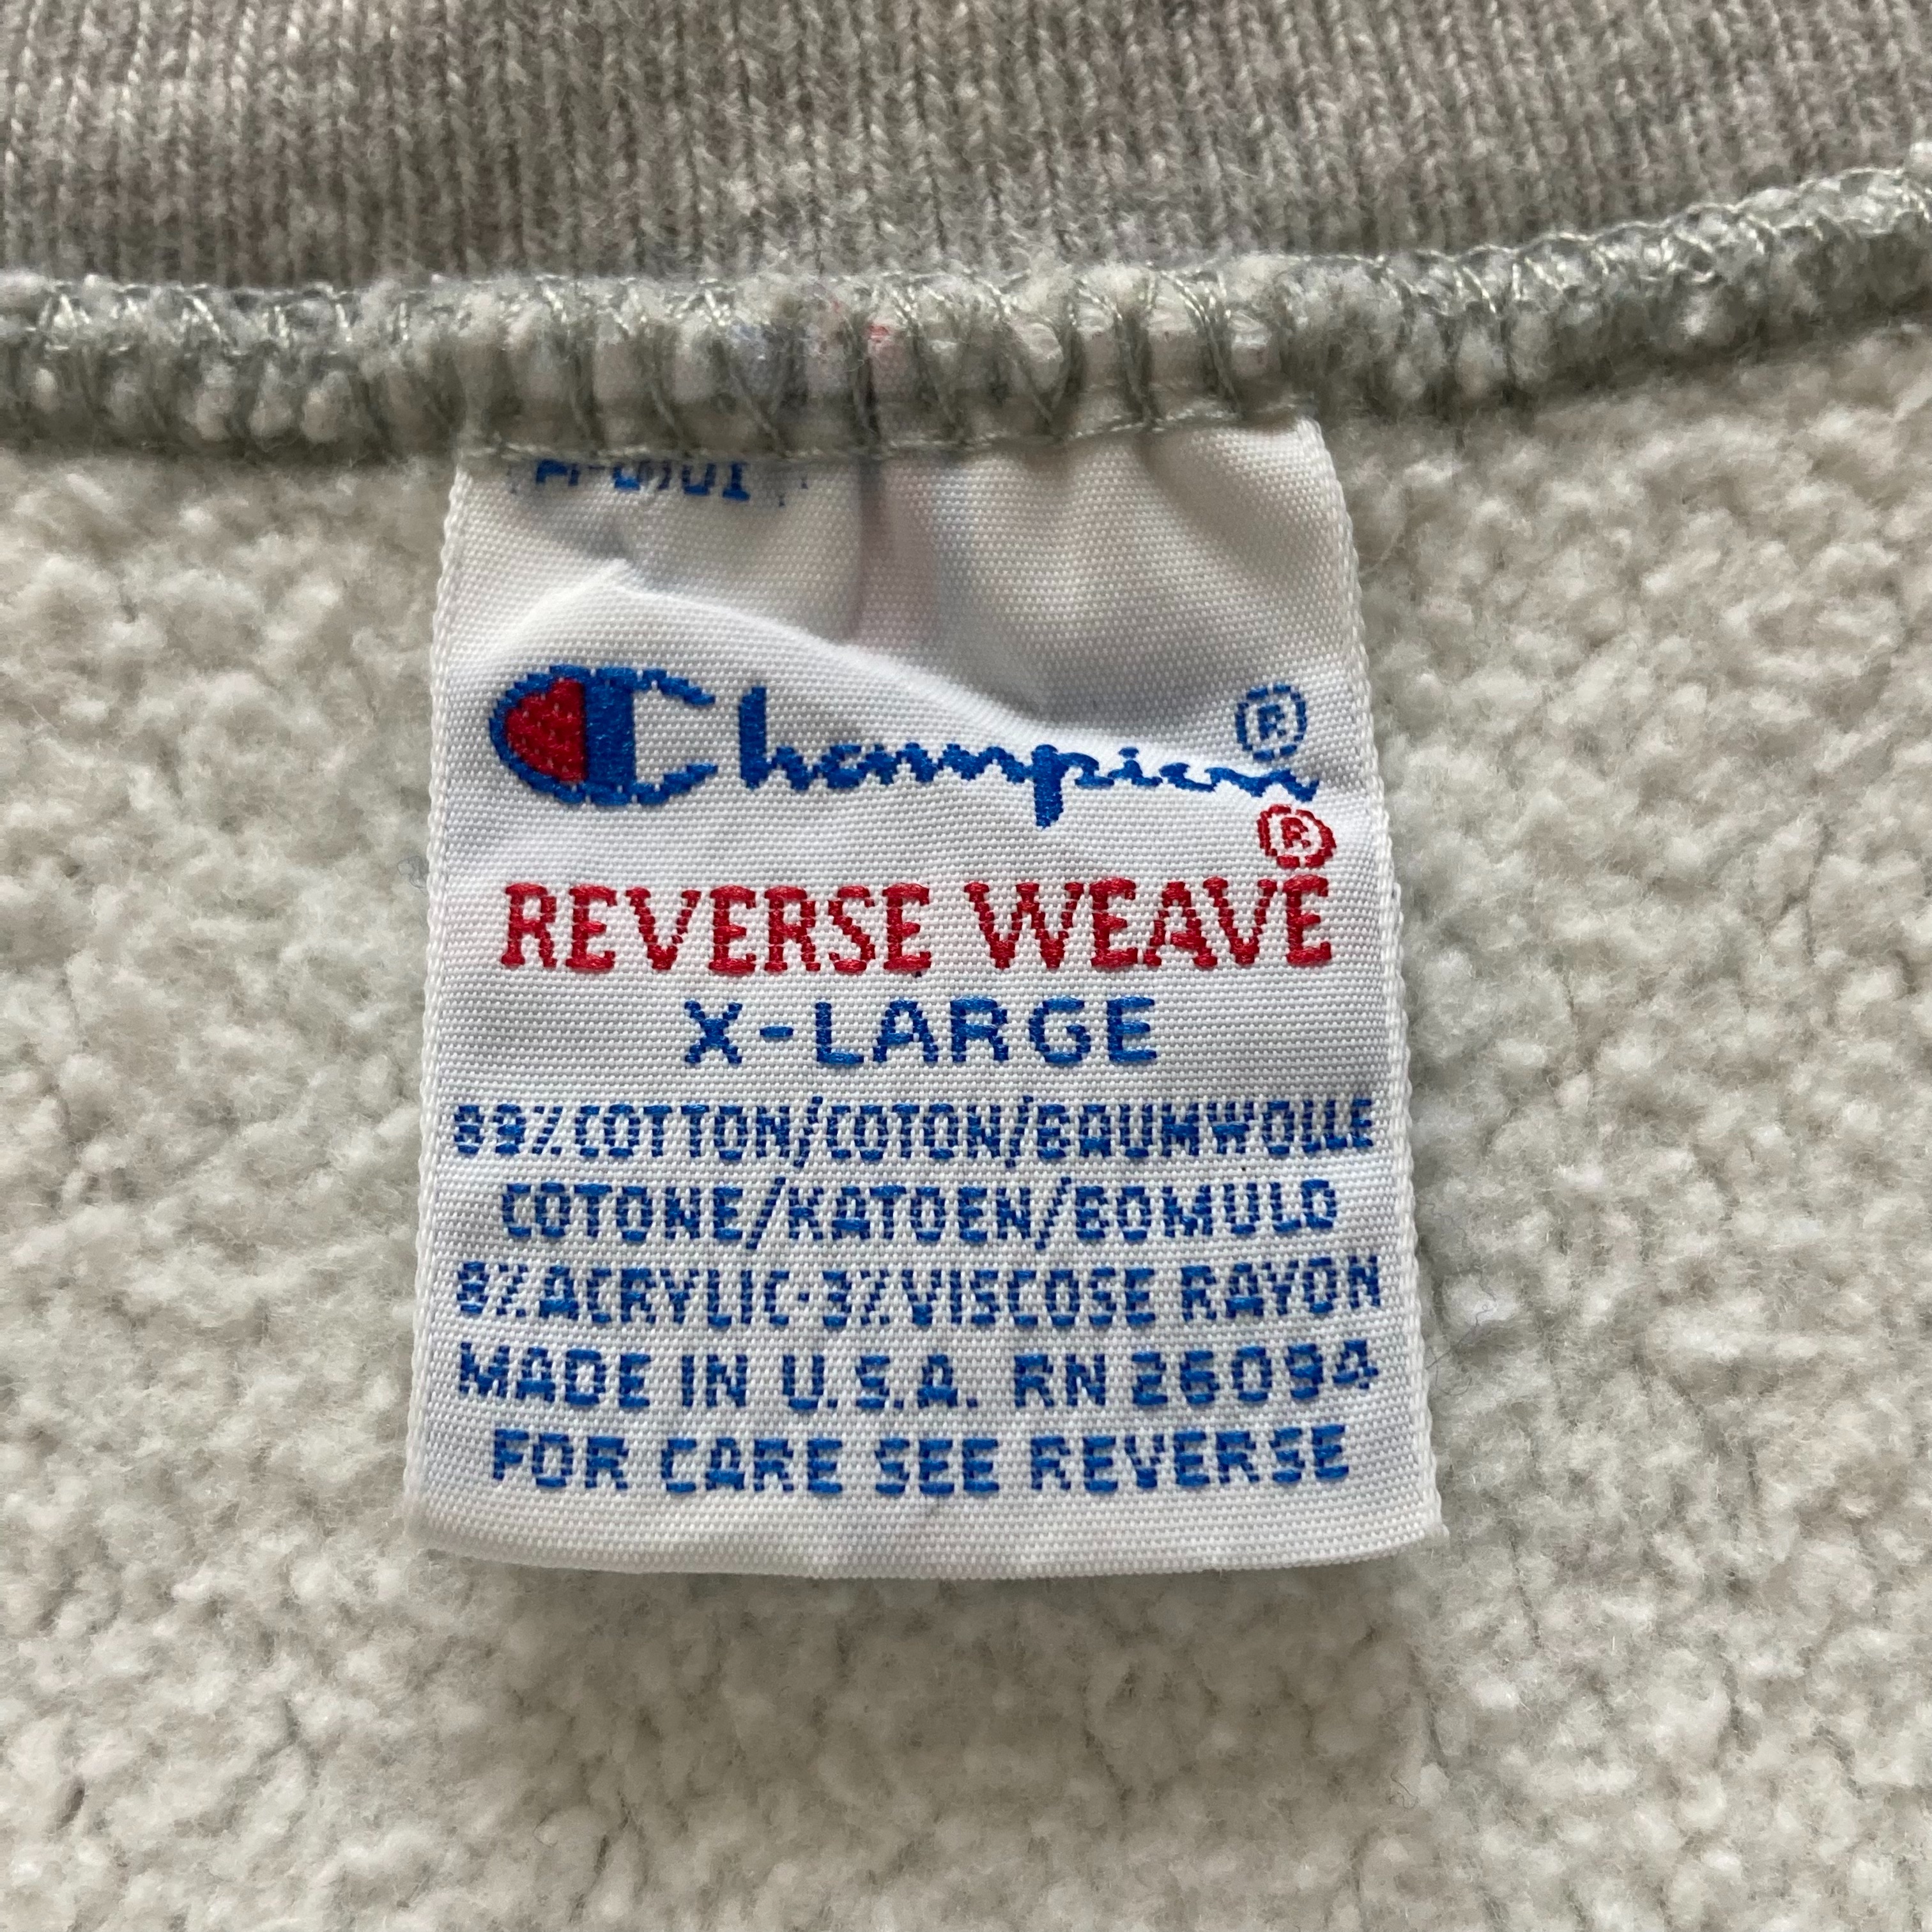 Champion®
®
REVERSE WEAVE
X-LARGE
89%COTTON/COTON/BAUMWOLLE
COTONE/KATOEN/BOMULD
8%ACRYLIC-3%VISCOSE RAYON
MADE IN U.S.A. RN 26094
FOR CARE SEE REVERSE